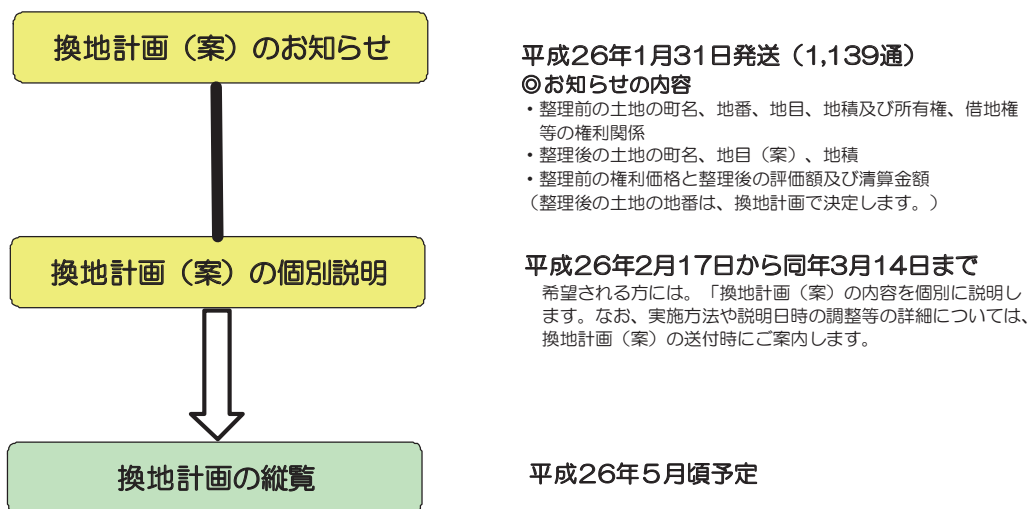 換地計画（案）のお知らせ
平成26年1月31日発送（1,139通）
◎お知らせの内容
・整理前の土地の町名、地番、地目、地積及び所有権、借地権
等の権利関係
・整理後の土地の町名、地目（案）、地積
・整理前の権利価格と整理後の評価額及び清算金額
（整理後の土地の地番は、換地計画で決定します。）
換地計画（案）の個別説明
平成26年2月17日から同年3月14日まで
希望される方には。「換地計画（案）の内容を個別に説明し
ます。なお、実施方法や説明日時の調整等の詳細については、
換地計画（案）の送付時にご案内します。
換地計画の縦覧
平成26年5月頃予定